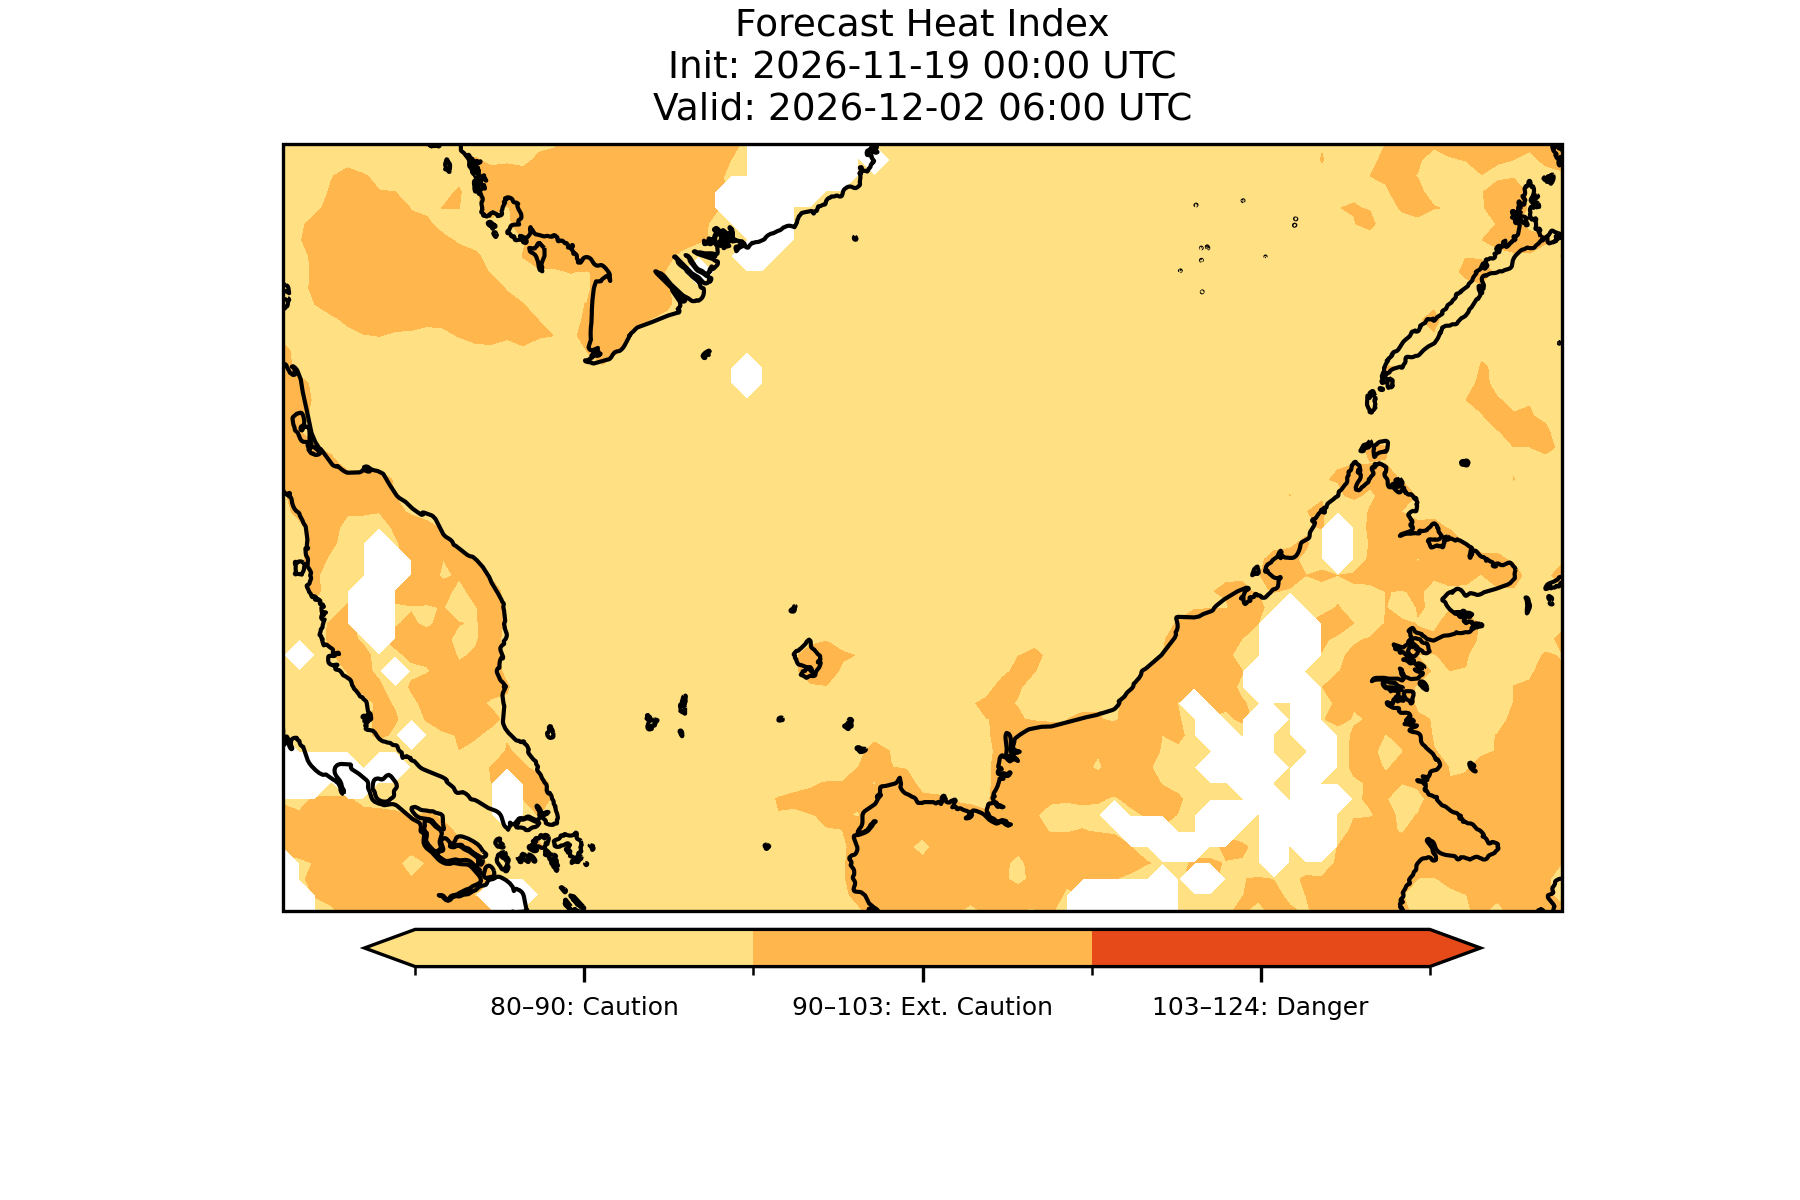 Forecast Heat Index
Init: 2026-11-19 00:00 UTC
Valid: 2026-12-02 06:00 UTC
80–90: Caution
90–103: Ext. Caution
103–124: Danger